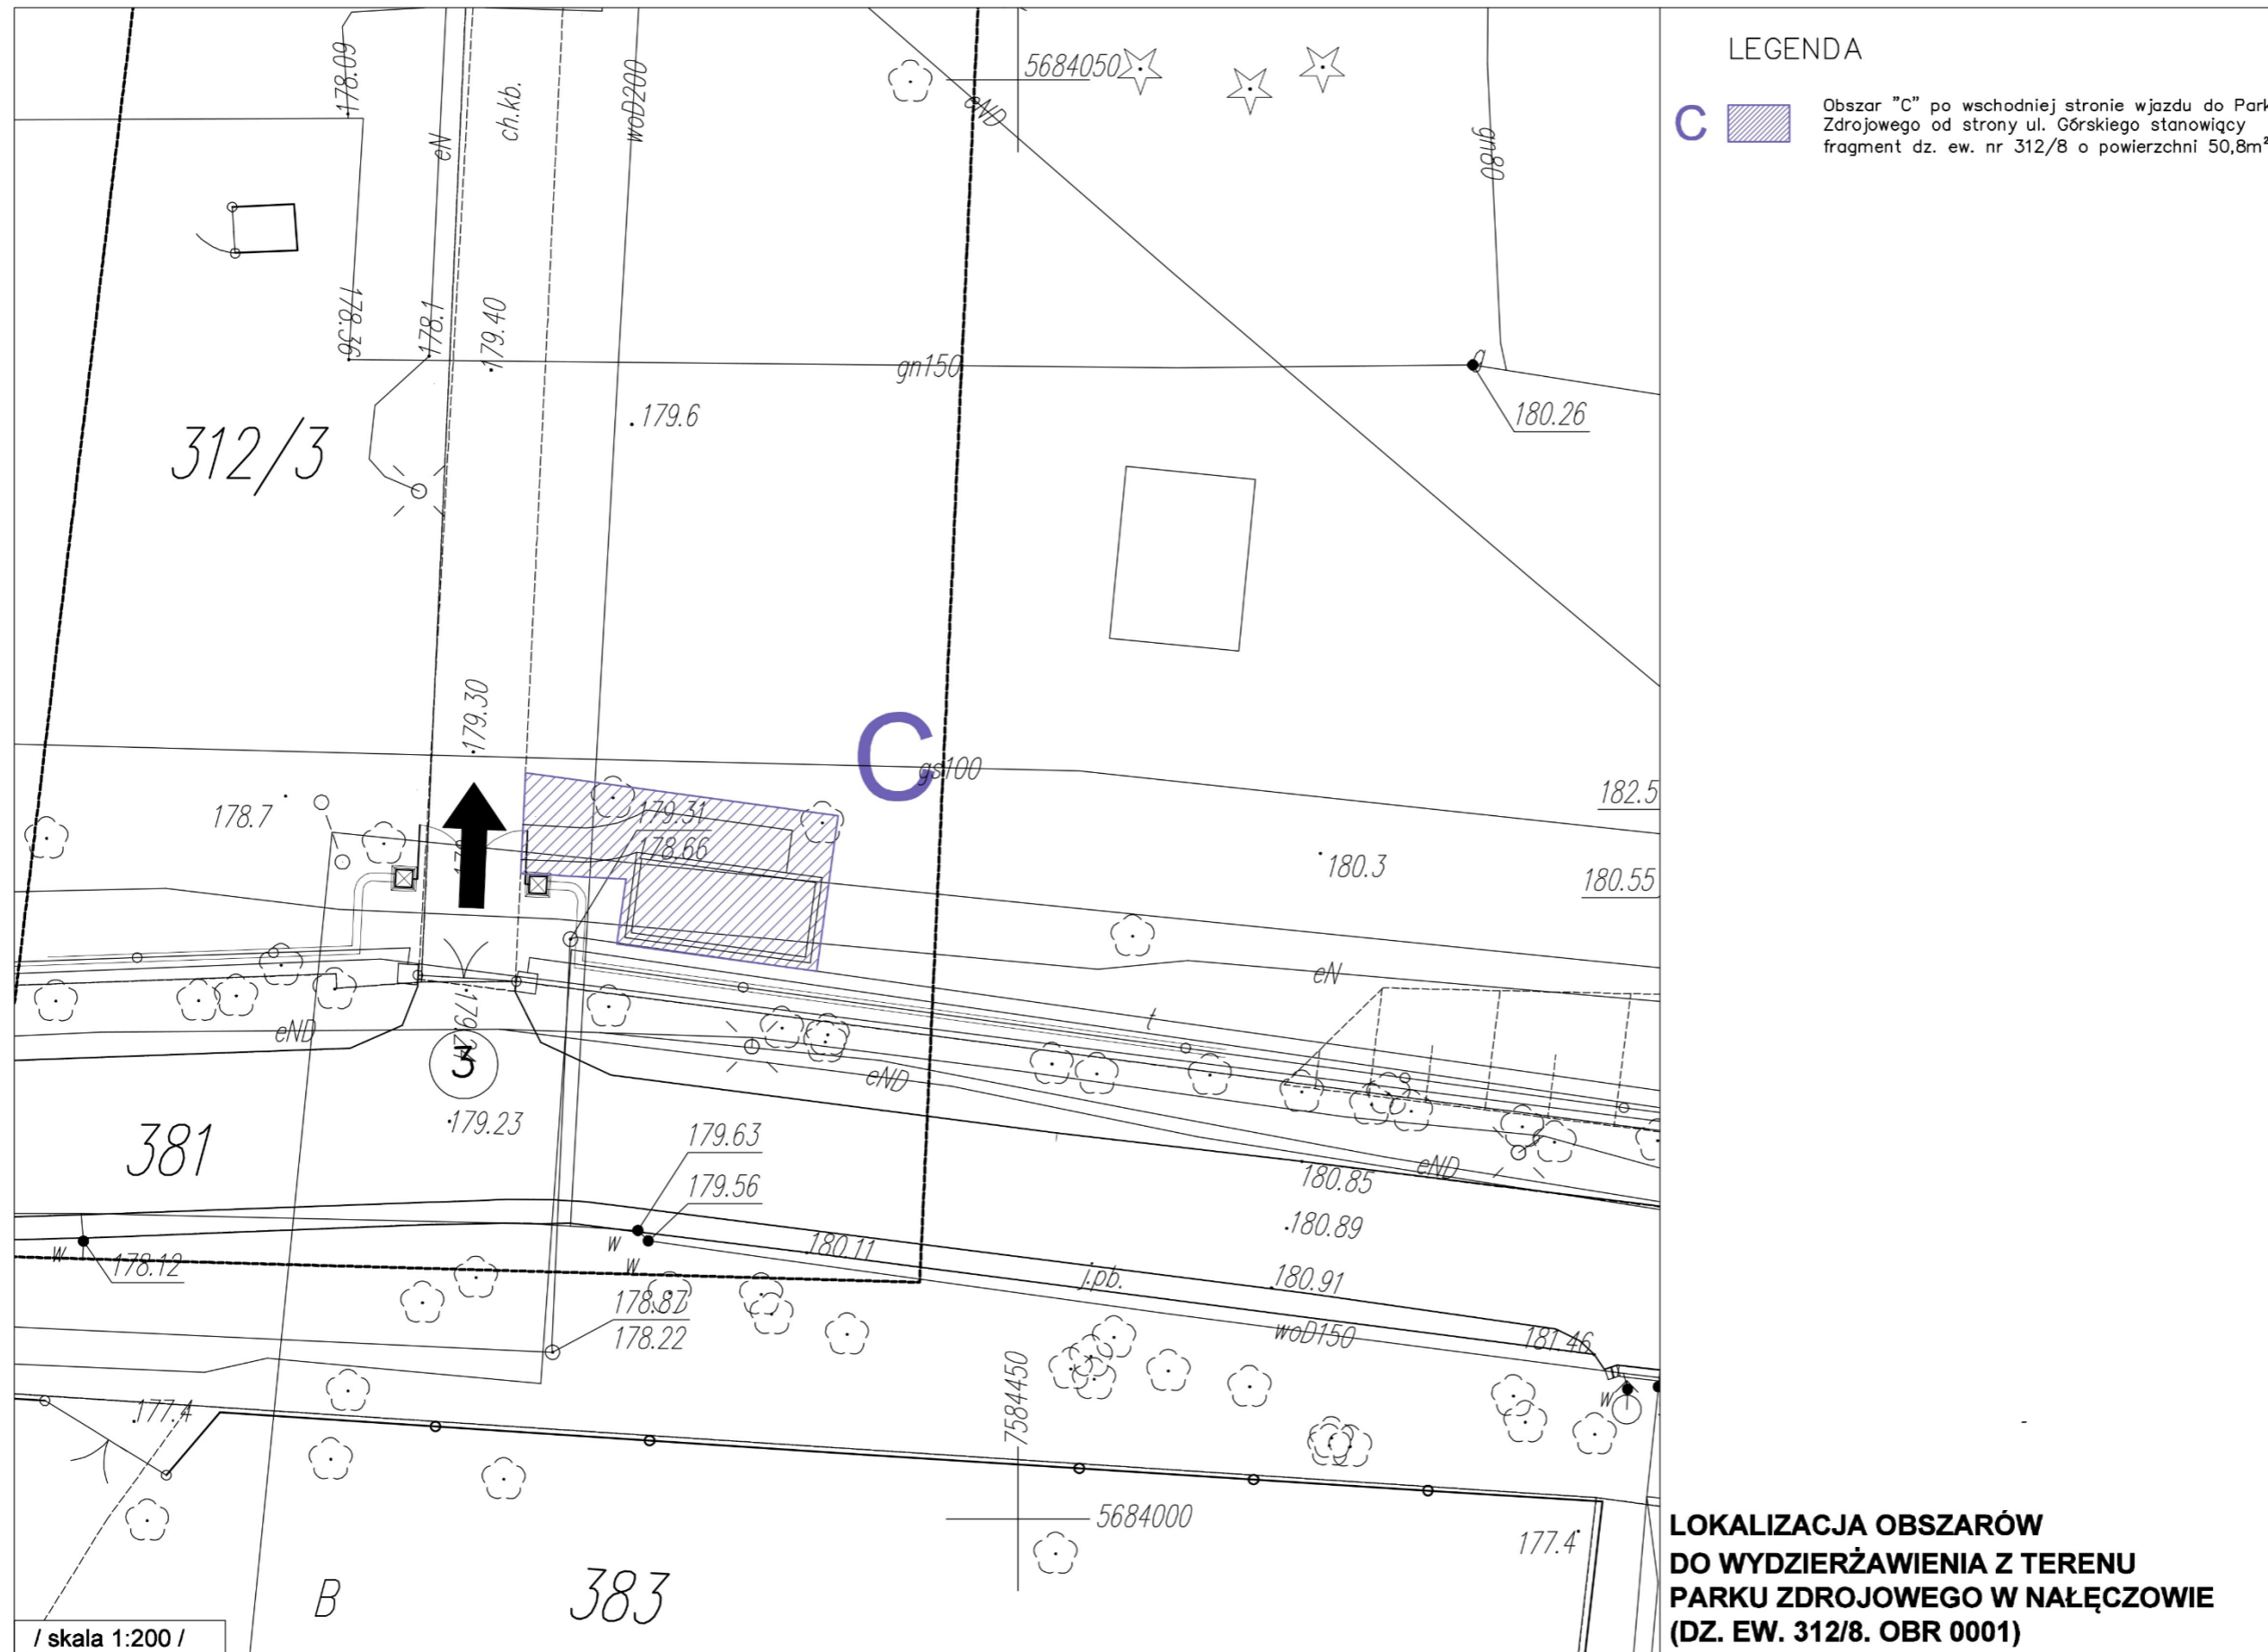 LEGENDA
C
Obszar "C" po wschodniej stronie wjazdu do Park
Zdrojowego od strony ul. Górskiego stanowiący
fragment dz. ew. nr 312/8 o powierzchni 50,8m²
178.09
eN
ch.kb.
woD200
5684050
eND
gn80
178.36
178.1
179.40
gn150
g
180.26
179.6
312/3
179.30
C
gs100
182.5
178.7
179.31
178.66
180.3
180.55
eN
t
179.21
eND
3
eND
179.23
381
179.63
179.56
180.85
eND
180.89
w
178.12
w
w
180.11
j.pb.
180.91
178.87
178.22
woD150
181.46
w
7584450
177.4
5684000
177.4
B
383
/ skala 1:200 /
LOKALIZACJA OBSZARÓW
DO WYDZIERŻAWIENIA Z TERENU
PARKU ZDROJOWEGO W NAŁĘCZOWIE
(DZ. EW. 312/8. OBR 0001)